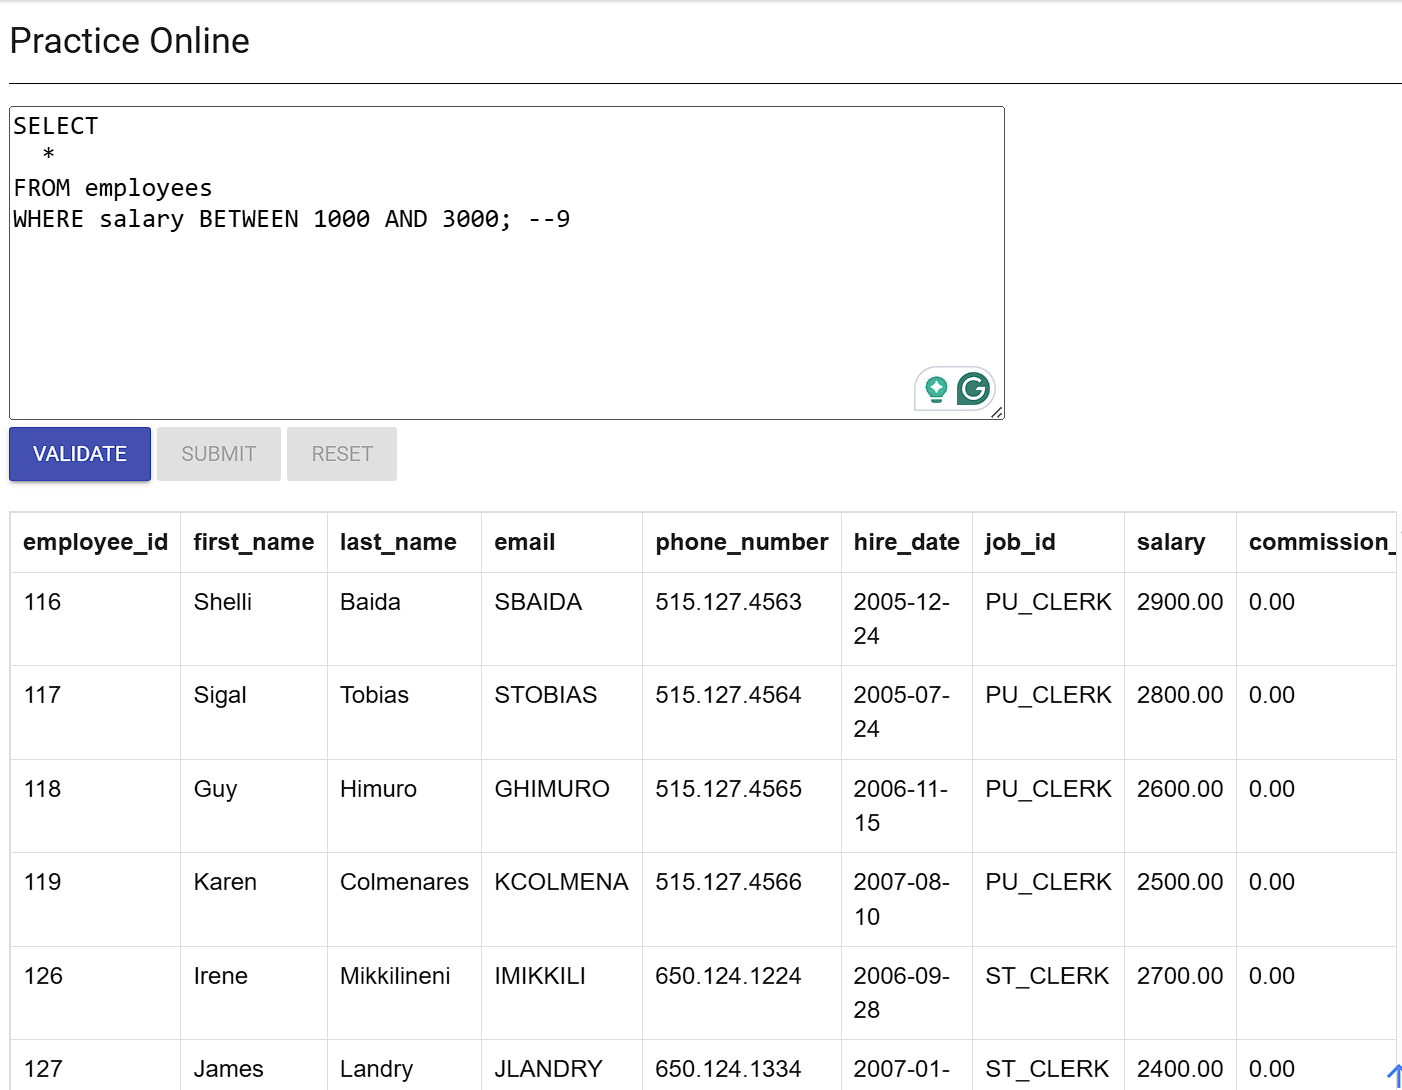 Practice Online
SELECT
*
FROM employees
WHERE salary BETWEEN 1000 AND 3000; --9
VALIDATE SUBMIT RESET
employee_id first_name last_name email phone_number hire_date job_id salary commission_
116 Shelli Baida SBAIDA 515.127.4563 2005-12-24 PU_CLERK 2900.00 0.00
117 Sigal Tobias STOBIAS 515.127.4564 2005-07-24 PU_CLERK 2800.00 0.00
118 Guy Himuro GHIMURO 515.127.4565 2006-11-15 PU_CLERK 2600.00 0.00
119 Karen Colmenares KCOLMENA 515.127.4566 2007-08-10 PU_CLERK 2500.00 0.00
126 Irene Mikkilineni IMIKKILI 650.124.1224 2006-09-28 ST_CLERK 2700.00 0.00
127 James Landry JLANDRY 650.124.1334 2007-01- ST_CLERK 2400.00 0.00